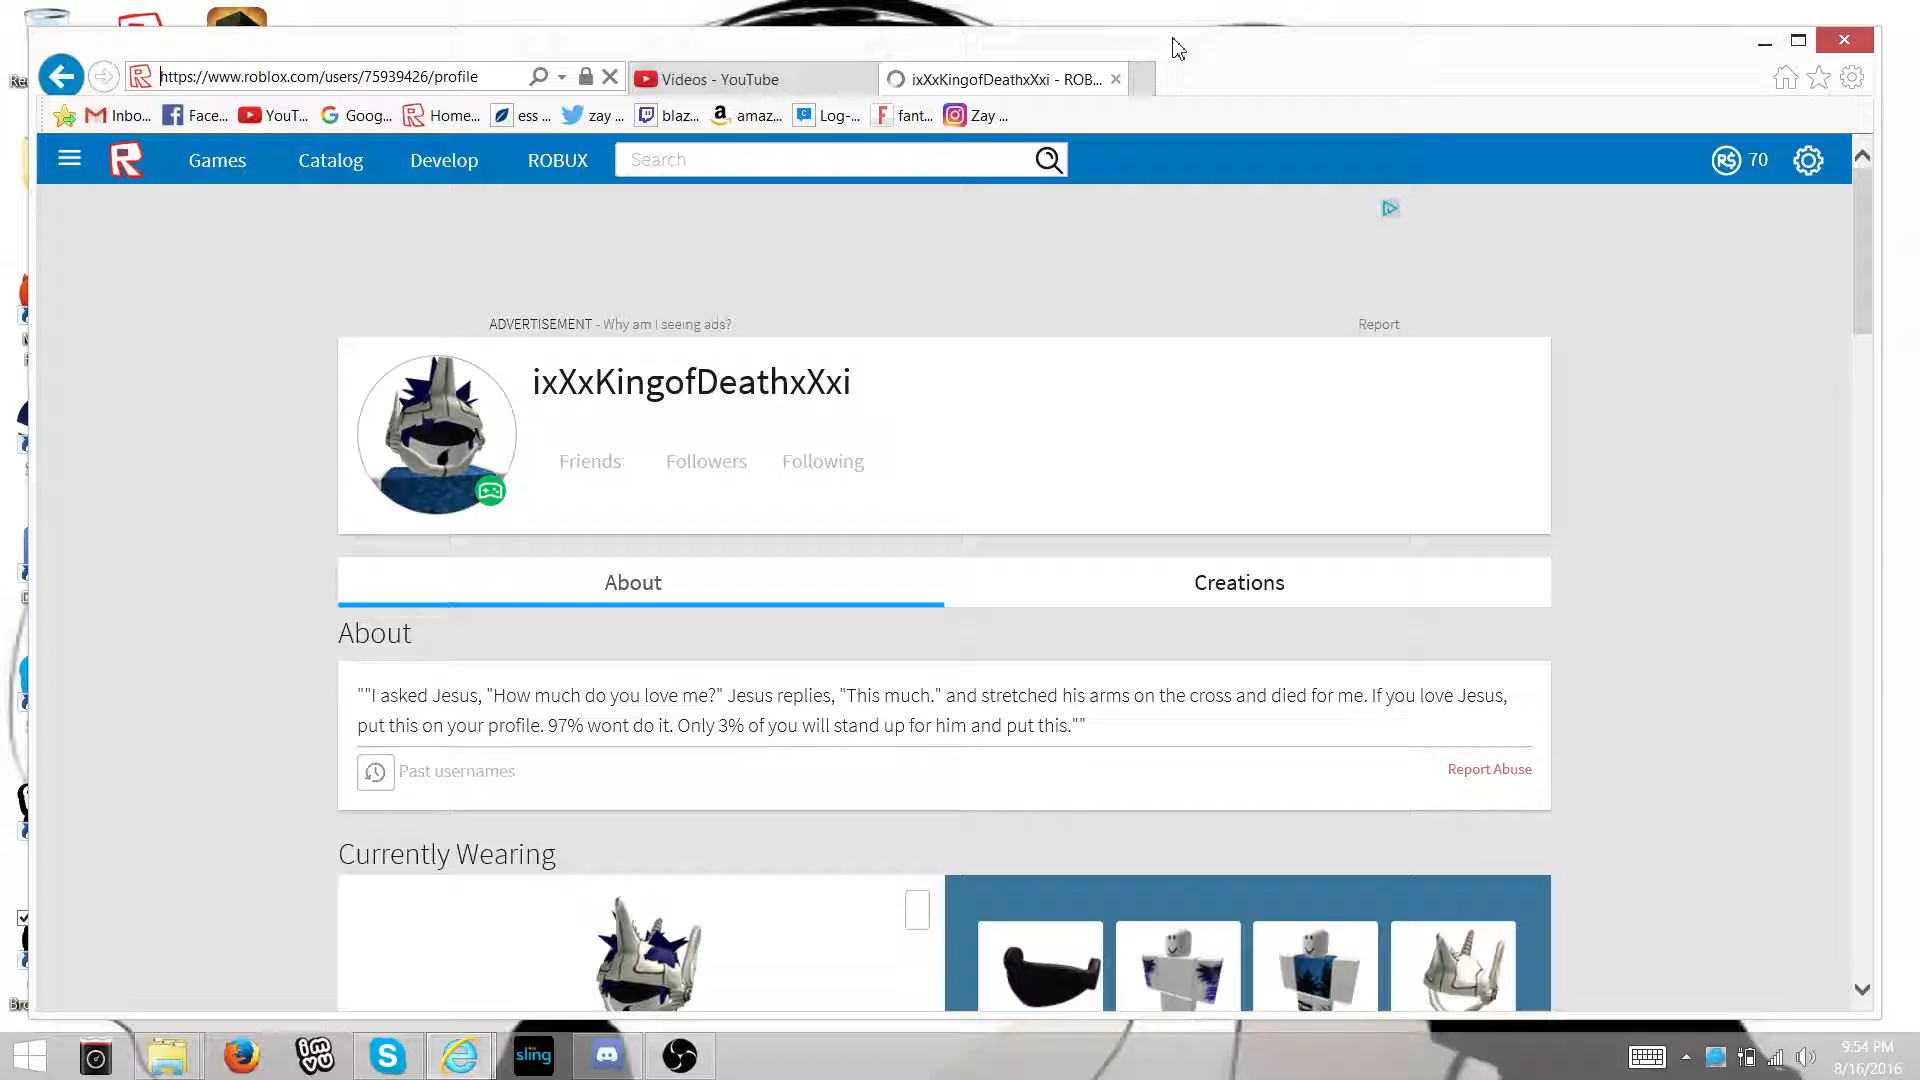 https://www.roblox.com/users/75939426/profile
Videos - YouTube
ixXxKingofDeathxXxi - ROB...
Inbo...
Face...
YouT...
Goog...
Home...
ess ...
zay ...
blaz...
amaz...
Log-...
fant...
Zay ...
Games
Catalog
Develop
ROBUX
Search
R$ 70
ADVERTISEMENT - Why am I seeing ads?
Report
ixXxKingofDeathxXxi
Friends
Followers
Following
About
Creations
About
""I asked Jesus, "How much do you love me?" Jesus replies, "This much." and stretched his arms on the cross and died for me. If you love Jesus,
put this on your profile. 97% wont do it. Only 3% of you will stand up for him and put this.""
Past usernames
Report Abuse
Currently Wearing
imvu
sling
9:54 PM
8/16/2016